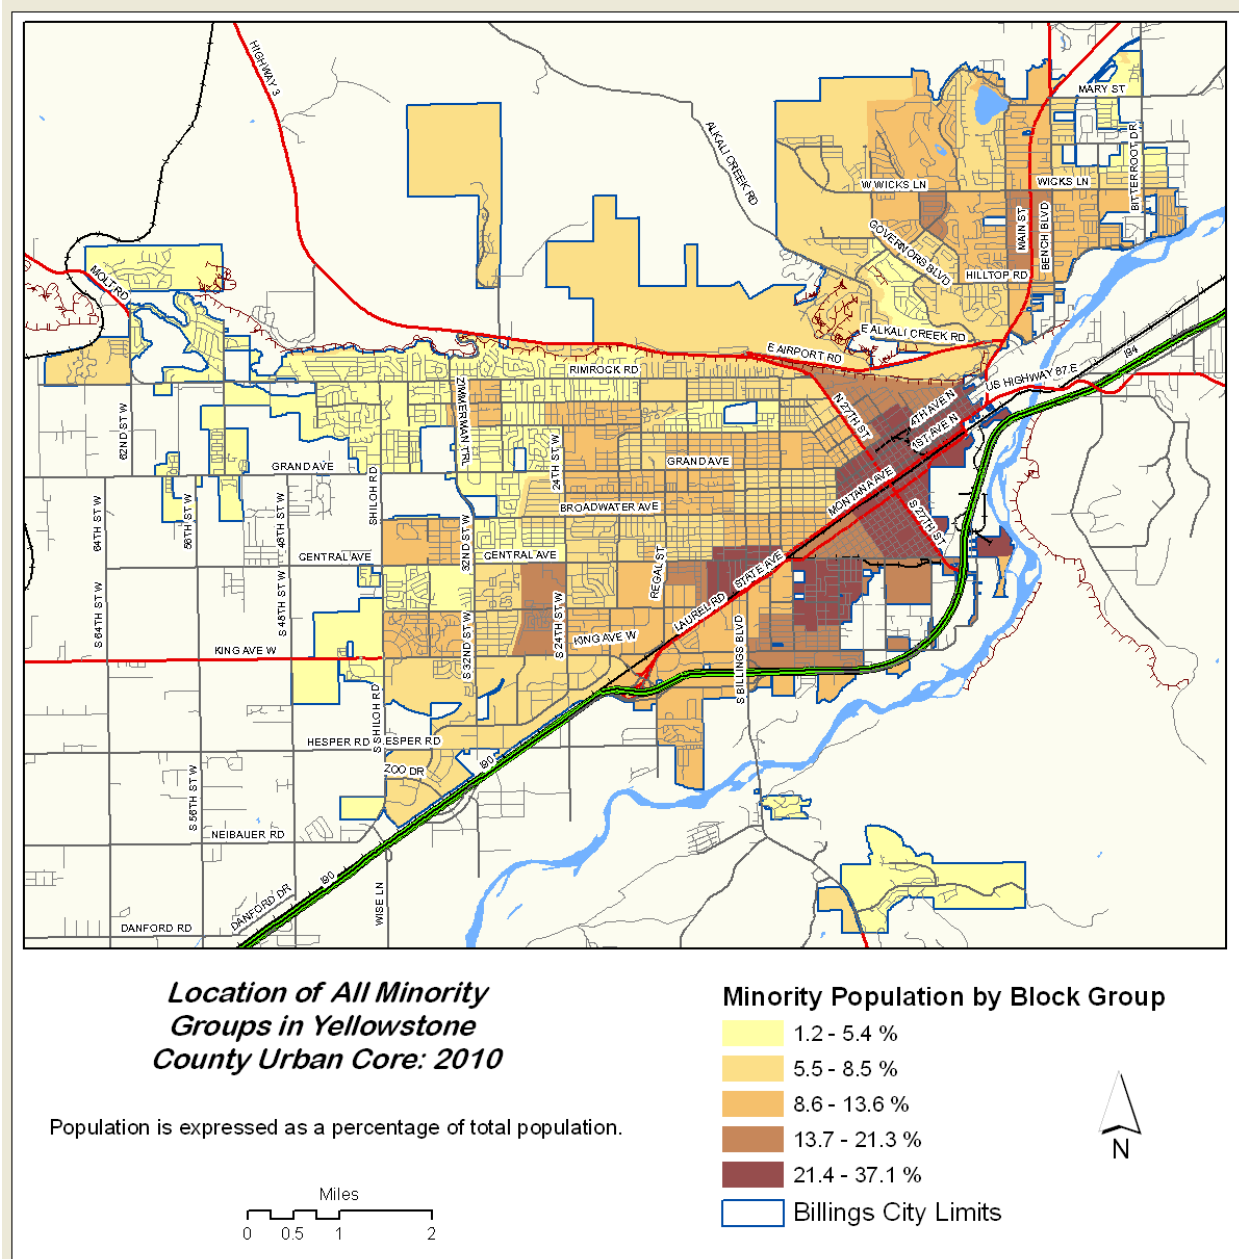 HIGHWAY 3
ALKALI CREEK RD
MARY ST
BITTERROOT DR
W WICKS LN
WICKS LN
MAIN ST
BENCH BLVD
GOVERNORS BLVD
HILLTOP RD
MOLT RD
E ALKALI CREEK RD
E AIRPORT RD
I94
US HIGHWAY 87 E
RIMROCK RD
ZIMMERMAN TRL
N 27TH ST
4TH AVE N
1ST AVE N
62ND ST W
24TH ST W
GRAND AVE
GRAND AVE
SHILOH RD
MONTANA AVE
64TH ST W
56TH ST W
48TH ST W
BROADWATER AVE
S 27TH ST
32ND ST W
CENTRAL AVE
CENTRAL AVE
REGAL ST
STATE AVE
LAUREL RD
S 64TH ST W
S 48TH ST W
S 32ND ST W
S 24TH ST W
KING AVE W
KING AVE W
S BILLINGS BLVD
S SHILOH RD
HESPER RD
ESPER RD
ZOO DR
I90
S 56TH ST W
NEIBAUER RD
I90
DANFORD DR
WISE LN
DANFORD RD
Location of All Minority
Groups in Yellowstone
County Urban Core: 2010
Population is expressed as a percentage of total population.
Miles
0 0.5 1 2
Minority Population by Block Group
1.2 - 5.4 %
5.5 - 8.5 %
8.6 - 13.6 %
13.7 - 21.3 %
21.4 - 37.1 %
Billings City Limits
N